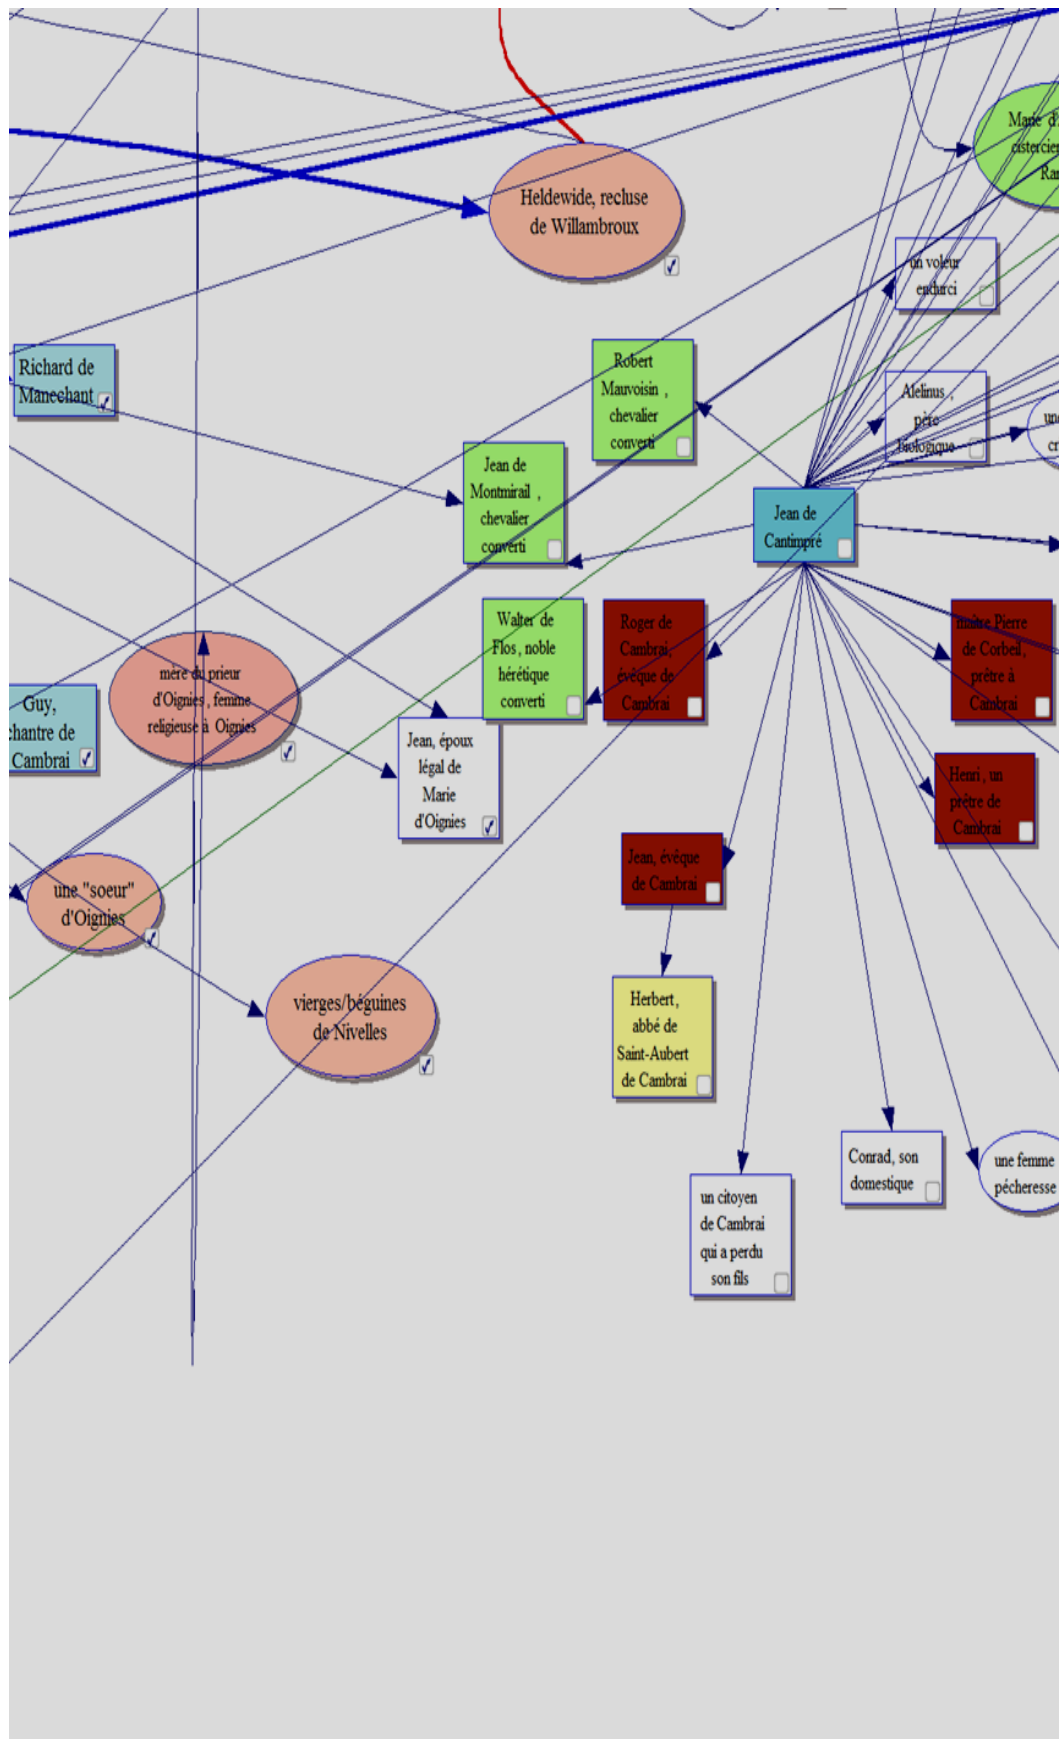 Marie d'
cistercien
Ra
Heldewide, recluse
de Willambroux
un voleur
endurci
Richard de
Manechant
Robert
Mauvoisin ,
chevalier
converti
Alelinus ,
père
biologique
une
cr
Jean de
Montmirail ,
chevalier
converti
Jean de
Cantimpré
Walter de
Flos, noble
hérétique
converti
Roger de
Cambrai,
évêque de
Cambrai
maître Pierre
de Corbeil,
prêtre à
Cambrai
mère du prieur
d'Oignies, femme
religieuse à Oignies
Guy,
chantre de
Cambrai
Jean, époux
légal de
Marie
d'Oignies
Henri, un
prêtre de
Cambrai
Jean, évêque
de Cambrai
une "soeur"
d'Oignies
vierges/béguines
de Nivelles
Herbert,
abbé de
Saint-Aubert
de Cambrai
Conrad, son
domestique
une femme
pécheresse
un citoyen
de Cambrai
qui a perdu
son fils